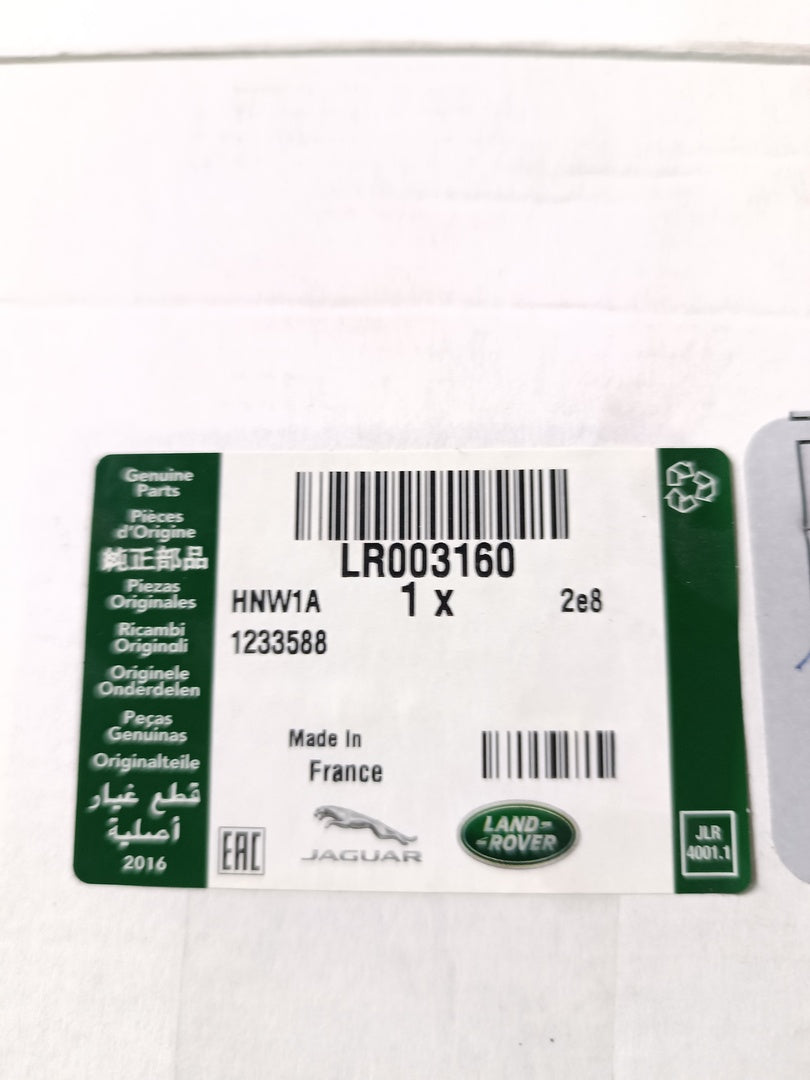 Genuine
Parts
Pièces
d'Origine
純正部品
Piezas
Originales
Ricambi
Originali
Originele
Onderdelen
Peças
Genuinas
Originalteile
قطع غيار
أصلية
2016
LR003160
HNW1A 1 x 2e8
1233588
Made In
France
EAC
JAGUAR
LAND-
-ROVER
JLR
4001.1